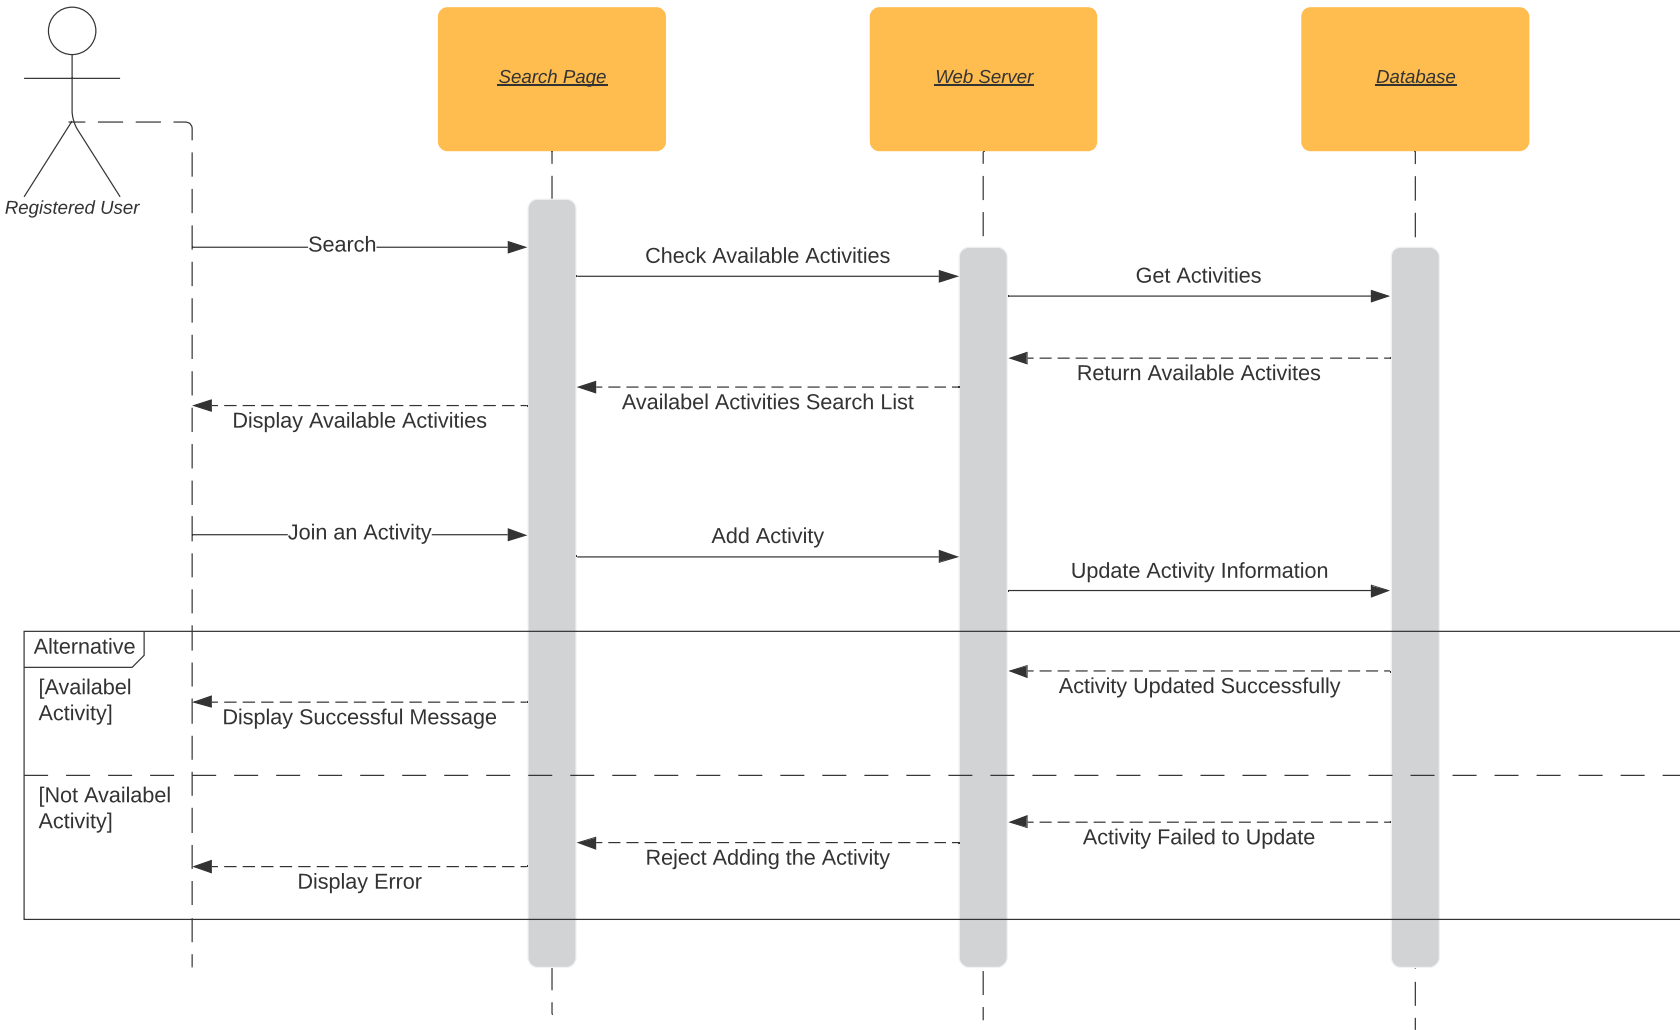 Search Page
Web Server
Database
Registered User
Search
Check Available Activities
Get Activities
Return Available Activites
Availabel Activities Search List
Display Available Activities
Join an Activity
Add Activity
Update Activity Information
Alternative
[Availabel
Activity]
Activity Updated Successfully
Display Successful Message
[Not Availabel
Activity]
Activity Failed to Update
Reject Adding the Activity
Display Error